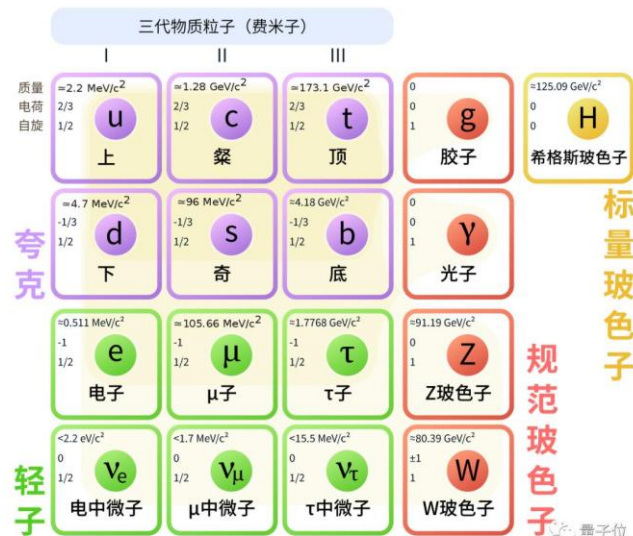 三代物质粒子（费米子）
I II III
质量
电荷
自旋
≃2.2 MeV/c²
2/3
1/2
u
上
≃1.28 GeV/c²
2/3
1/2
c
粲
≃173.1 GeV/c²
2/3
1/2
t
顶
0
0
1
g
胶子
≈125.09 GeV/c²
0
0
H
希格斯玻色子
≃4.7 MeV/c²
-1/3
1/2
d
下
≃96 MeV/c²
-1/3
1/2
s
奇
≃4.18 GeV/c²
-1/3
1/2
b
底
0
0
1
γ
光子
≃0.511 MeV/c²
-1
1/2
e
电子
≃105.66 MeV/c²
-1
1/2
μ
μ子
≃1.7768 GeV/c²
-1
1/2
τ
τ子
≃91.19 GeV/c²
0
1
Z
Z玻色子
<2.2 eV/c²
0
1/2
νe
电中微子
<1.7 MeV/c²
0
1/2
νμ
μ中微子
<15.5 MeV/c²
0
1/2
ντ
τ中微子
≃80.39 GeV/c²
±1
1
W
W玻色子
夸克
轻子
规范玻色子
标量玻色子
量子位